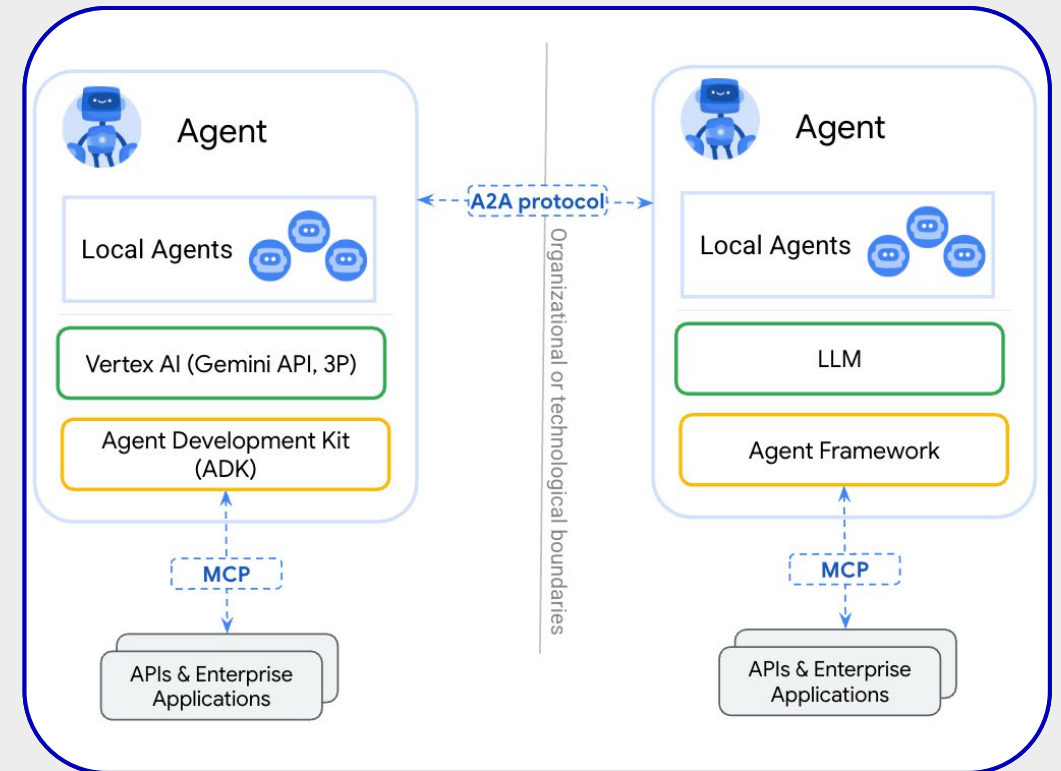 Agent
Local Agents
Vertex AI (Gemini API, 3P)
Agent Development Kit
(ADK)
MCP
APIs & Enterprise
Applications
A2A protocol
Organizational or technological boundaries
Agent
Local Agents
LLM
Agent Framework
MCP
APIs & Enterprise
Applications